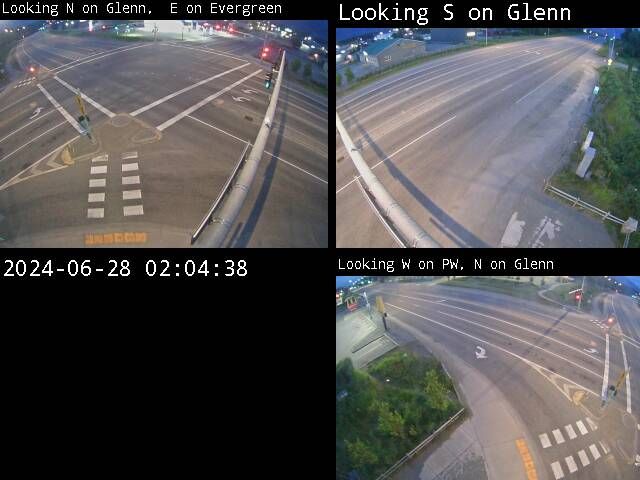 Looking N on Glenn,  E on Evergreen
Looking S on Glenn
2024-06-28 02:04:38
Looking W on PW, N on Glenn